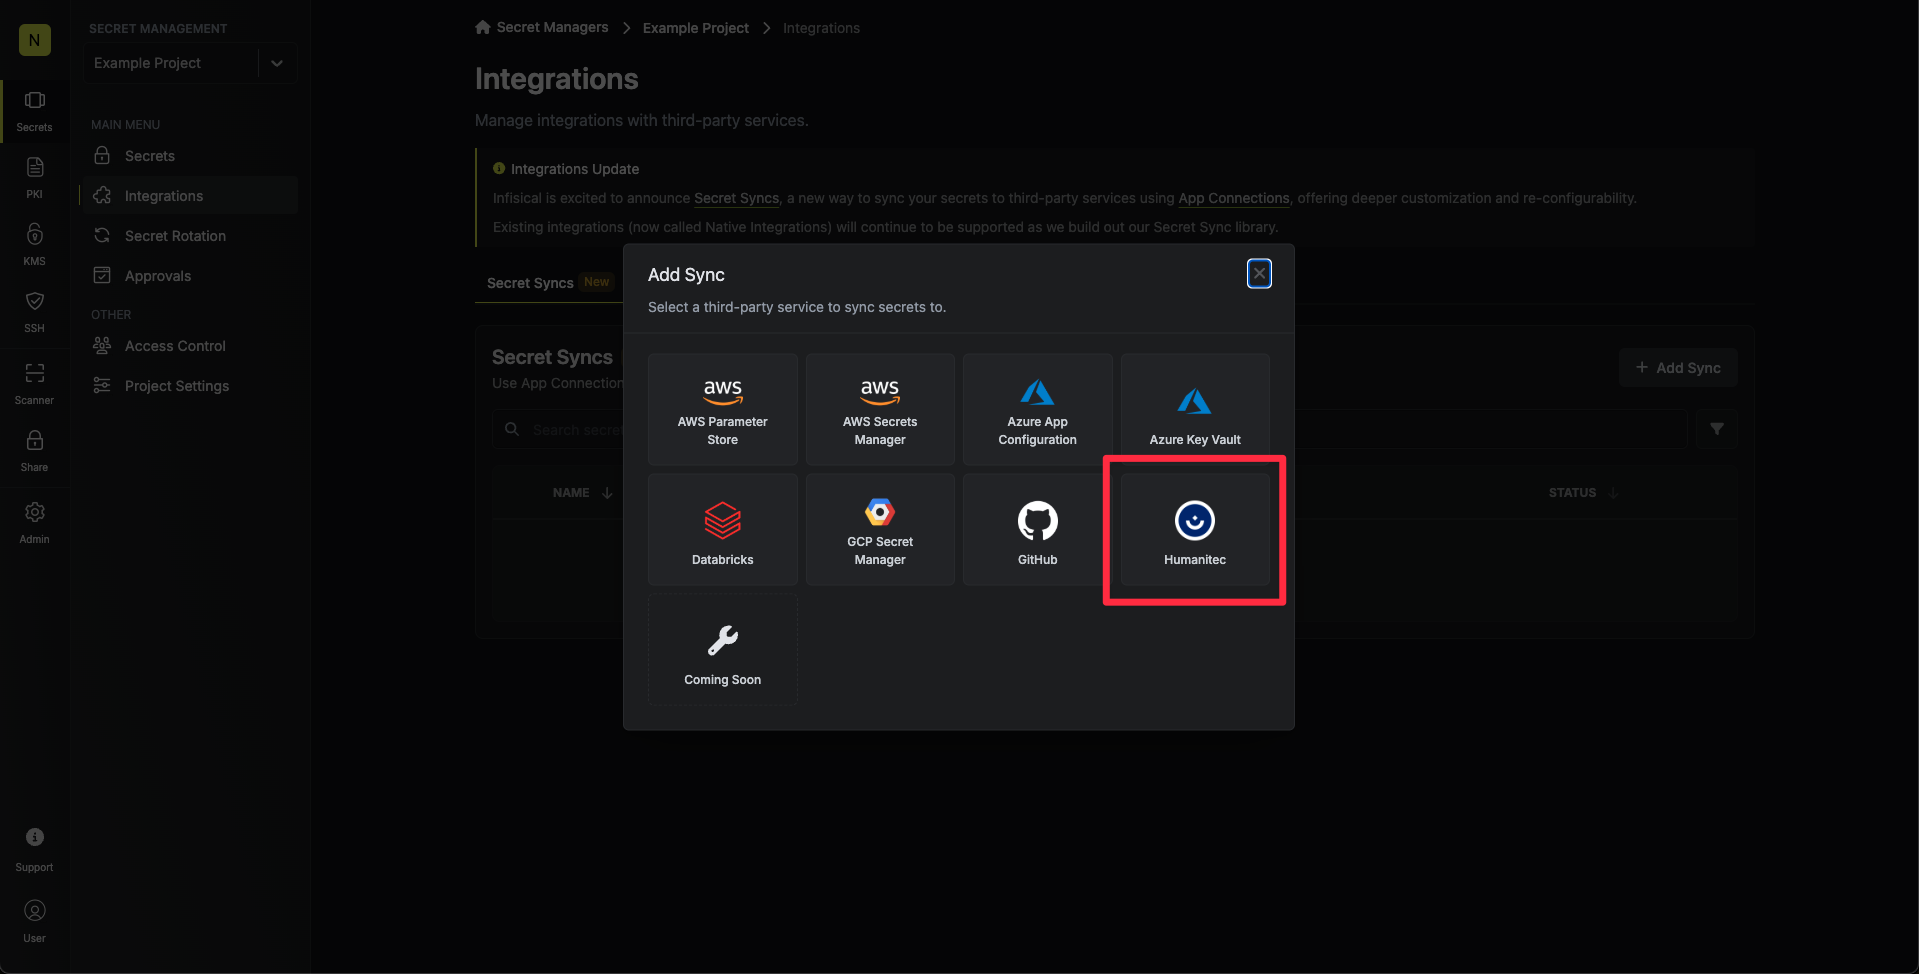 N
SECRET MANAGEMENT
Example Project
Secrets
PKI
KMS
SSH
Scanner
Share
Admin
Support
User
MAIN MENU
Secrets
Integrations
Secret Rotation
Approvals
OTHER
Access Control
Project Settings
Secret Managers > Example Project > Integrations
Integrations
Manage integrations with third-party services.
Integrations Update
Infisical is excited to announce Secret Syncs, a new way to sync your secrets to third-party services using App Connections, offering deeper customization and re-configurability.
Existing integrations (now called Native Integrations) will continue to be supported as we build out our Secret Sync library.
Secret Syncs New
Secret Syncs
Use App Connection
Add Sync
Search secre
NAME
STATUS
Add Sync
Select a third-party service to sync secrets to.
aws
AWS Parameter
Store
aws
AWS Secrets
Manager
Azure App
Configuration
Azure Key Vault
Databricks
GCP Secret
Manager
GitHub
Humanitec
Coming Soon